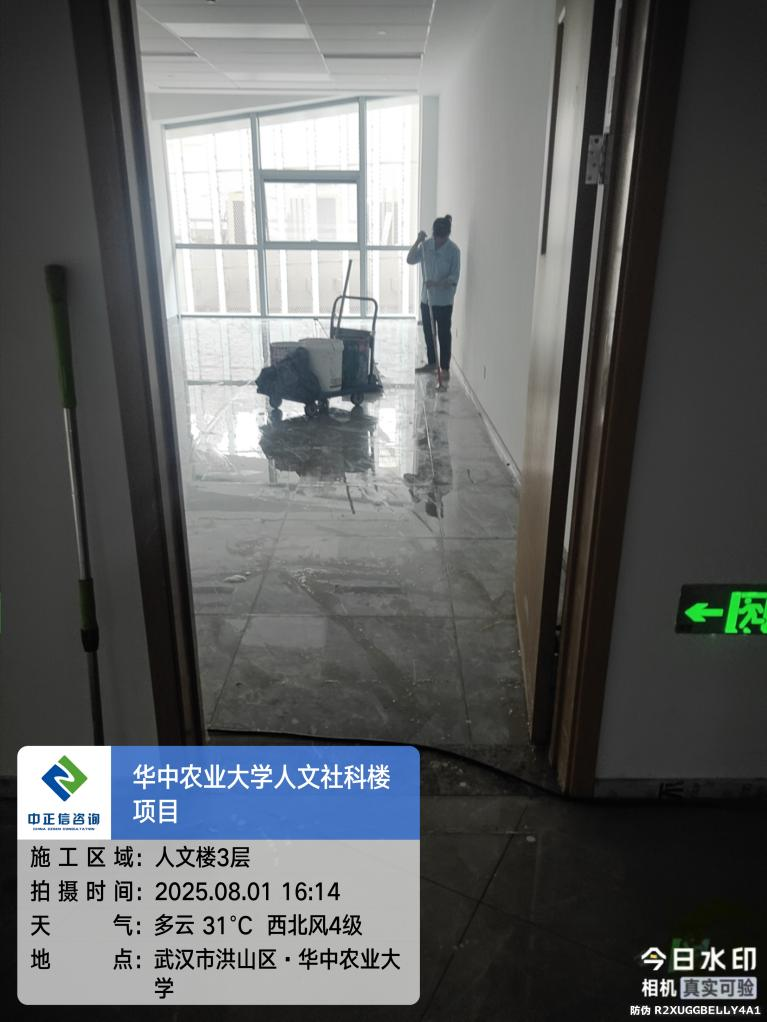 中正信咨询
CHINA ZENXN CONSULTATION
华中农业大学人文社科楼
项目
施工区域：人文楼3层
拍摄时间：2025.08.01 16:14
天气：多云 31℃ 西北风4级
地点：武汉市洪山区·华中农业大
学
今日水印
相机 真实可验
防伪 R2XUGGBELLY4A1